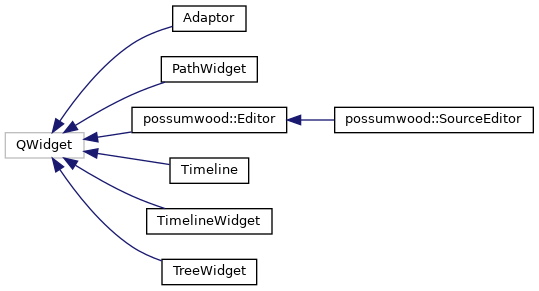 Adaptor
PathWidget
possumwood::Editor
possumwood::SourceEditor
QWidget
Timeline
TimelineWidget
TreeWidget